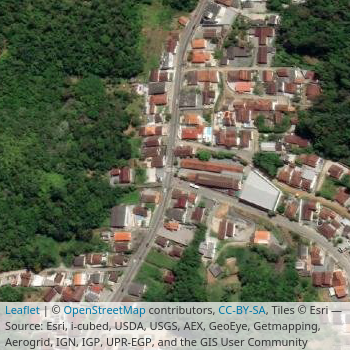 Leaflet | © OpenStreetMap contributors, CC-BY-SA, Tiles © Esri —
Source: Esri, i-cubed, USDA, USGS, AEX, GeoEye, Getmapping,
Aerogrid, IGN, IGP, UPR-EGP, and the GIS User Community